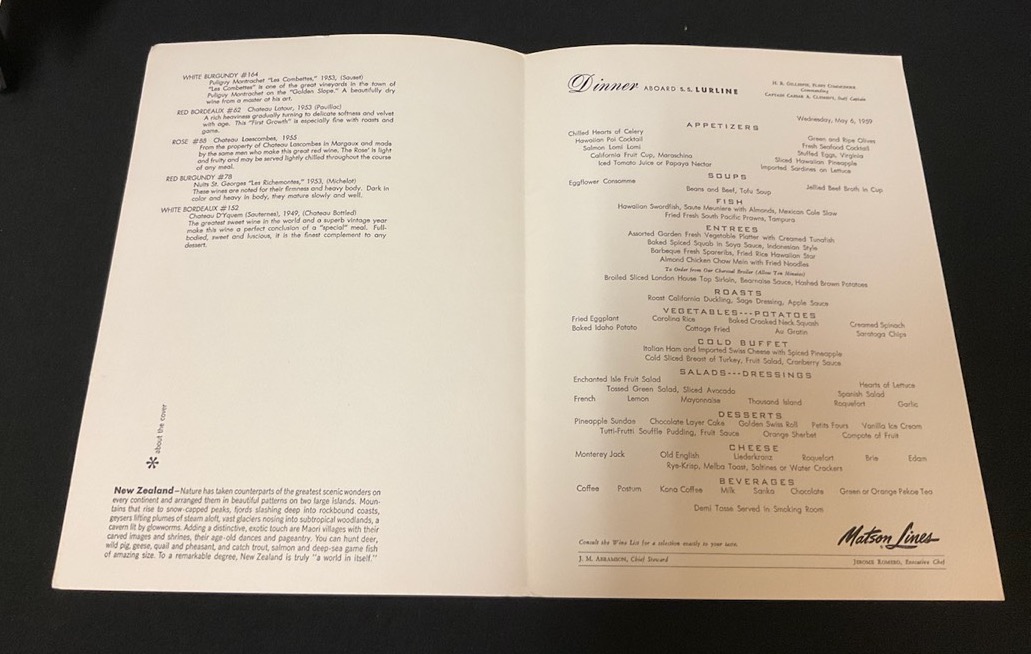 WHITE BURGUNDY #164
Puligny Montrachet "Les Combettes," 1953, (Sauzet)
"Les Combettes" is one of the great vineyards in the town of
Puligny Montrachet on the "Golden Slope." A beautifully dry
wine from a master at his art.
RED BORDEAUX #62 Chateau Latour, 1953 (Pauillac)
A rich heaviness gradually turning to delicate softness and velvet
with age. This "First Growth" is especially fine with roasts and
game.
ROSE #88 Chateau Lascombes, 1955
From the property of Chateau Lascombes in Margaux and made
by the same men who make this great red wine. The Rose' is light
and fruity and may be served lightly chilled throughout the course
of any meal.
RED BURGUNDY #78
Nuits St. Georges "Les Richemontes," 1953, (Michelot)
These wines are noted for their firmness and heavy body. Dark in
color and heavy in body, they mature slowly and well.
WHITE BORDEAUX #152
Chateau D'Yquem (Sauternes), 1949, (Chateau Bottled)
The greatest sweet wine in the world and a superb vintage year
make this wine a perfect conclusion of a "special" meal. Full-
bodied, sweet and luscious, it is the finest complement to any
dessert.
* about the cover
New Zealand—Nature has taken counterparts of the greatest scenic wonders on
every continent and arranged them in beautiful patterns on two large islands. Moun-
tains that rise to snow-capped peaks, fjords slashing deep into rockbound coasts,
geysers lifting plumes of steam aloft, vast glaciers nosing into subtropical woodlands, a
cavern lit by glowworms. Adding a distinctive, exotic touch are Maori villages with their
carved images and shrines, their age-old dances and pageantry. You can hunt deer,
wild pig, geese, quail and pheasant, and catch trout, salmon and deep-sea game fish
of amazing size. To a remarkable degree, New Zealand is truly "a world in itself."
Dinner ABOARD S.S. LURLINE
Commanding
Wednesday, May 6, 1959
APPETIZERS
Chilled Hearts of Celery Green and Ripe Olives
Hawaiian Poi Cocktail Fresh Seafood Cocktail
Salmon Lomi Lomi Stuffed Eggs, Virginia
California Fruit Cup, Maraschino Sliced Hawaiian Pineapple
Iced Tomato Juice or Papaya Nectar Imported Sardines on Lettuce
SOUPS
Eggflower Consomme Beans and Beef, Tofu Soup Jellied Beef Broth in Cup
FISH
Hawaiian Swordfish, Saute Meuniere with Almonds, Mexican Cole Slaw
Fried Fresh South Pacific Prawns, Tempura
ENTREES
Assorted Garden Fresh Vegetable Platter with Creamed Tunafish
Baked Spiced Squab in Soya Sauce, Indonesian Style
Barbeque Fresh Spareribs, Fried Rice Hawaiian Star
Almond Chicken Chow Mein with Fried Noodles
To Order from Our Charcoal Broiler (Allow Ten Minutes)
Broiled Sliced London House Top Sirloin, Bearnaise Sauce, Hashed Brown Potatoes
ROASTS
Roast California Duckling, Sage Dressing, Apple Sauce
VEGETABLES---POTATOES
Fried Eggplant Carolina Rice Baked Crooked Neck Squash Creamed Spinach
Baked Idaho Potato Cottage Fried Au Gratin Saratoga Chips
COLD BUFFET
Italian Ham and Imported Swiss Cheese with Spiced Pineapple
Cold Sliced Breast of Turkey, Fruit Salad, Cranberry Sauce
SALADS---DRESSINGS
Enchanted Isle Fruit Salad Hearts of Lettuce
Tossed Green Salad, Sliced Avocado Spanish Salad
French Lemon Mayonnaise Thousand Island Roquefort Garlic
DESSERTS
Pineapple Sundae Chocolate Layer Cake Golden Swiss Roll Petits Fours Vanilla Ice Cream
Tutti-Frutti Souffle Pudding, Fruit Sauce Orange Sherbet Compote of Fruit
CHEESE
Monterey Jack Old English Liederkranz Roquefort Brie Edam
Rye-Krisp, Melba Toast, Saltines or Water Crackers
BEVERAGES
Coffee Postum Kona Coffee Milk Sanka Chocolate Green or Orange Pekoe Tea
Demi Tasse Served in Smoking Room
Consult the Wine List for a selection exactly to your taste.
Matson Lines
J. M. ABRAMSON, Chief Steward JEROME ROMERO, Executive Chef